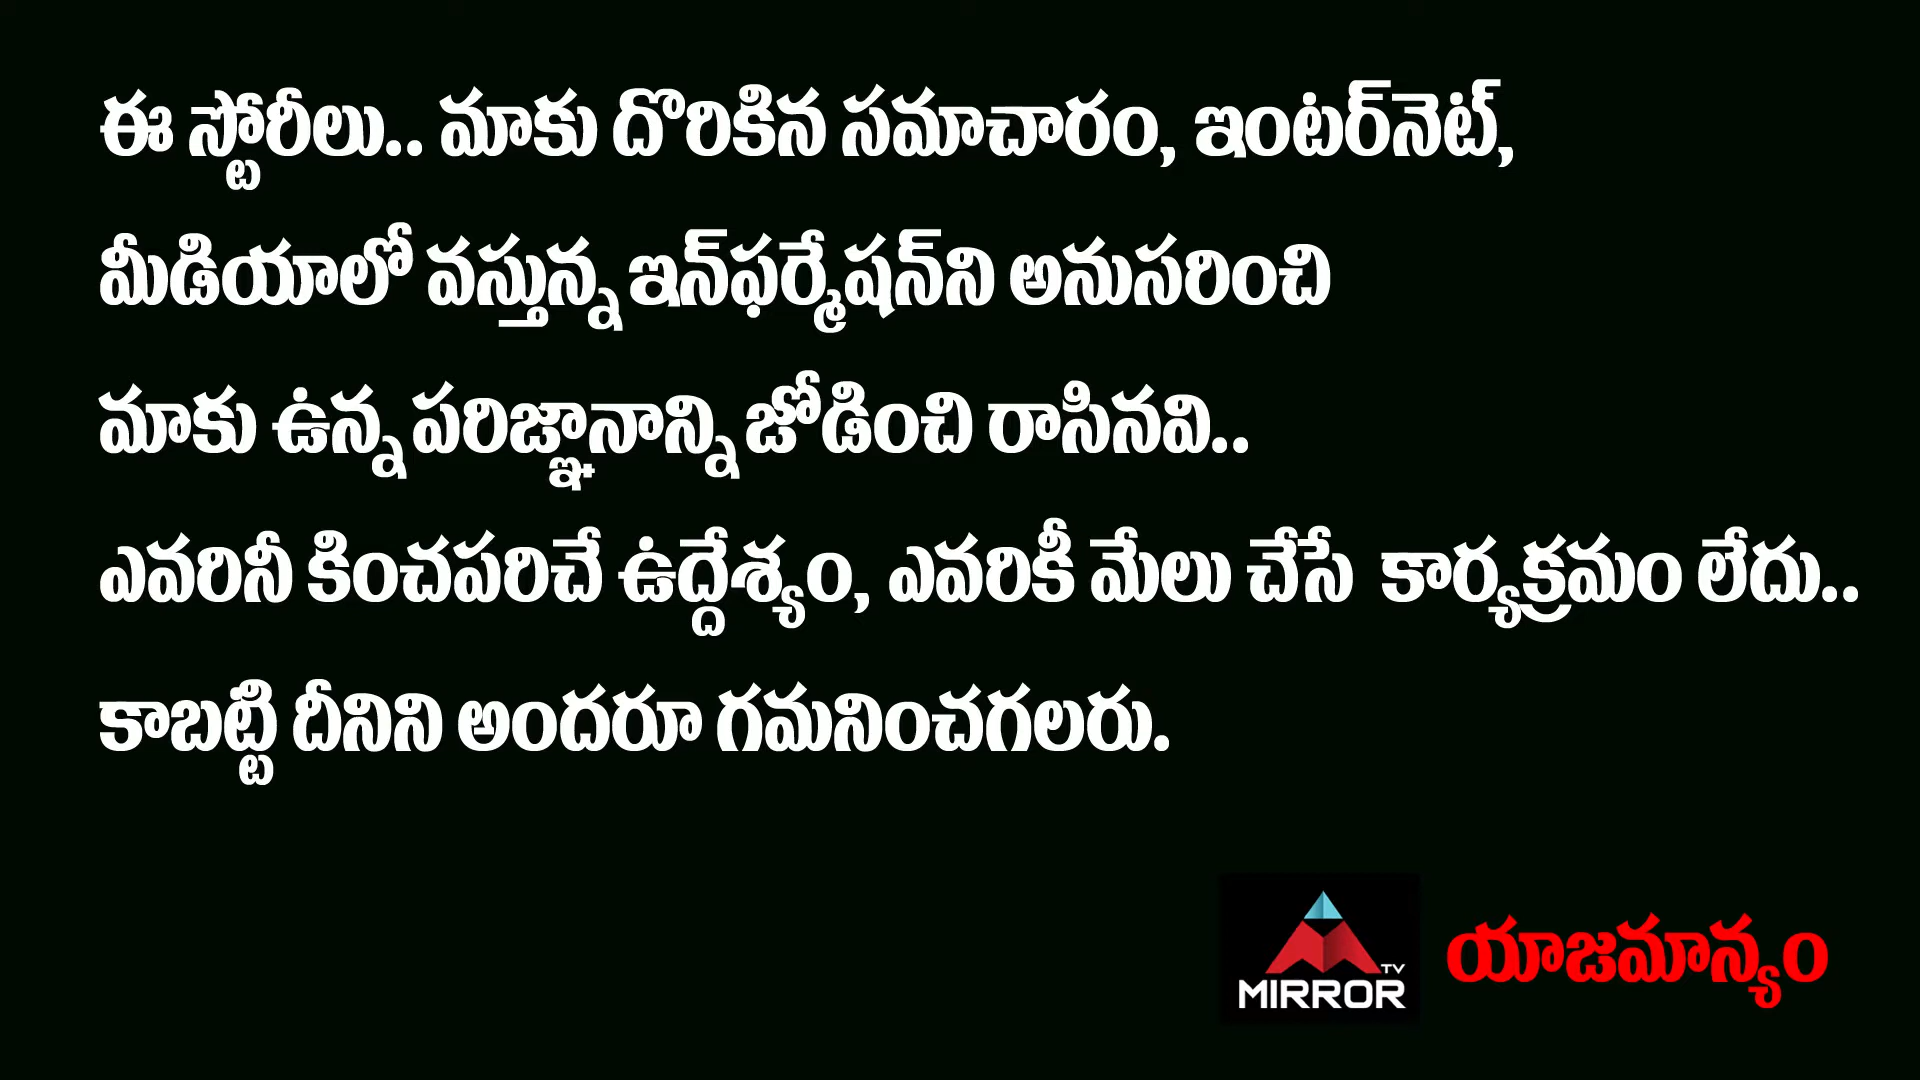 ఈ స్టోరీలు.. మాకు దొరికిన సమాచారం, ఇంటర్‌నెట్,
మీడియాలో వస్తున్న ఇన్‌ఫర్మేషన్‌ని అనుసరించి
మాకు ఉన్న పరిజ్ఞానాన్ని జోడించి రాసినవి..
ఎవరినీ కించపరిచే ఉద్దేశ్యం, ఎవరికీ మేలు చేసే కార్యక్రమం లేదు..
కాబట్టి దీనిని అందరూ గమనించగలరు.
TV
MIRROR
యాజమాన్యం